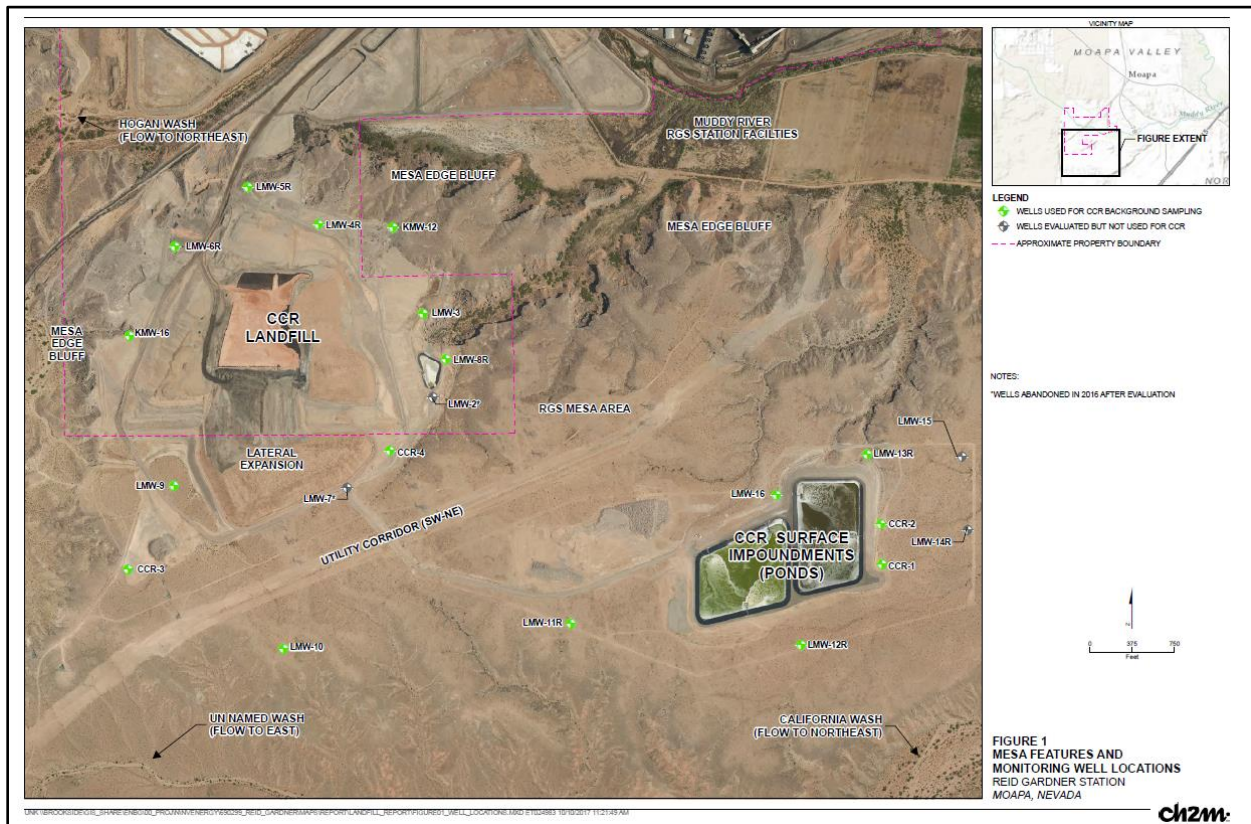 VICINITY MAP
MOAPA VALLEY
Moapa
Muddy River
FIGURE EXTENT
NOR
HOGAN WASH
(FLOW TO NORTHEAST)
MUDDY RIVER
RGS STATION FACILTIES
MESA EDGE BLUFF
LMW-5R
LMW-4R
KMW-12
MESA EDGE BLUFF
LMW-6R
LEGEND
WELLS USED FOR CCR BACKGROUND SAMPLING
WELLS EVALUATED BUT NOT USED FOR CCR
APPROXIMATE PROPERTY BOUNDARY
CCR
LANDFILL
LMW-3
MESA
EDGE
BLUFF
KMW-16
LMW-8R
LMW-2*
RGS MESA AREA
NOTES:
*WELLS ABANDONED IN 2016 AFTER EVALUATION
LMW-15
LATERAL
EXPANSION
CCR-4
LMW-13R
LMW-9
LMW-7*
LMW-16
UTILITY CORRIDOR (SW-NE)
CCR SURFACE
IMPOUNDMENTS
(PONDS)
CCR-2
LMW-14R
CCR-3
CCR-1
LMW-11R
LMW-10
LMW-12R
N
0 375 750
Feet
UN NAMED WASH
(FLOW TO EAST)
CALIFORNIA WASH
(FLOW TO NORTHEAST)
FIGURE 1
MESA FEATURES AND
MONITORING WELL LOCATIONS
REID GARDNER STATION
MOAPA, NEVADA
ch2m: